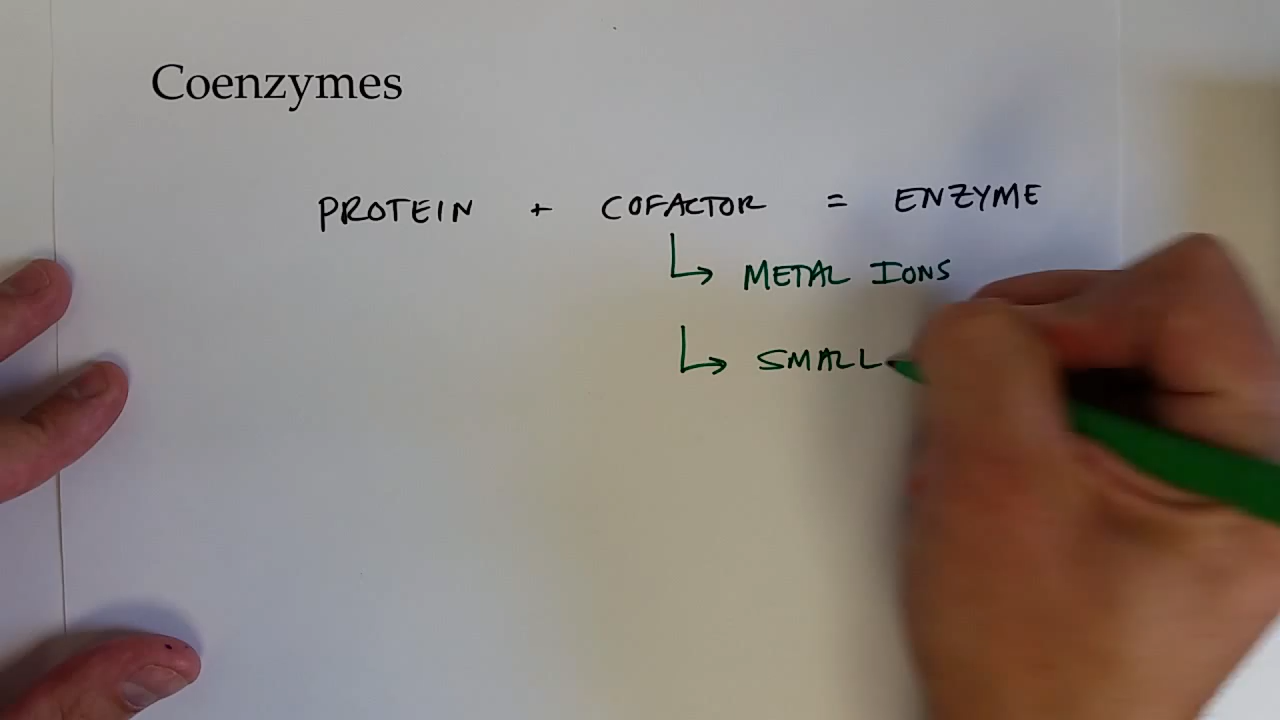 Coenzymes
PROTEIN + COFACTOR = ENZYME
METAL IONS
SMALL